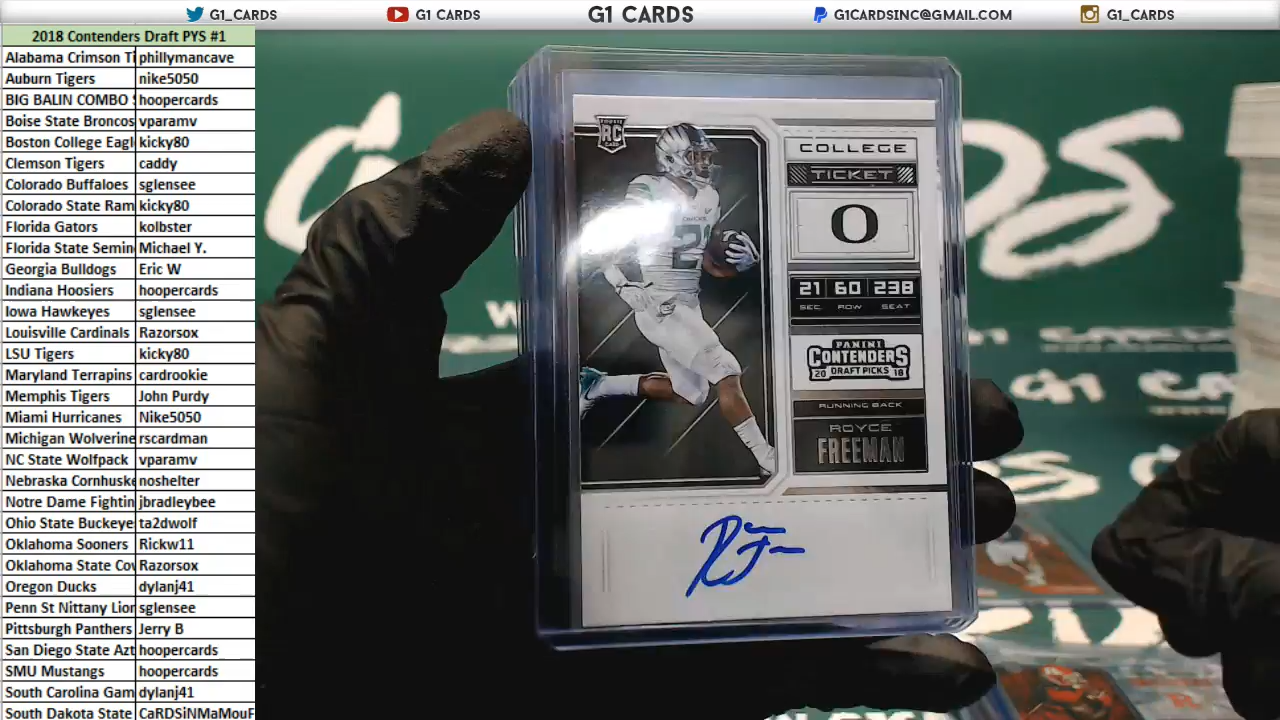 G1_CARDS
G1 CARDS
G1 CARDS
G1CARDSINC@GMAIL.COM
G1_CARDS
2018 Contenders Draft PYS #1
Alabama Crimson Ti phillymancave
Auburn Tigers nike5050
BIG BALIN COMBO hoopercards
Boise State Broncos vparamv
Boston College Eagl kicky80
Clemson Tigers caddy
Colorado Buffaloes sglensee
Colorado State Ram kicky80
Florida Gators kolbster
Florida State Semin Michael Y.
Georgia Bulldogs Eric W
Indiana Hoosiers hoopercards
Iowa Hawkeyes sglensee
Louisville Cardinals Razorsox
LSU Tigers kicky80
Maryland Terrapins cardrookie
Memphis Tigers John Purdy
Miami Hurricanes Nike5050
Michigan Wolverine rscardman
NC State Wolfpack vparamv
Nebraska Cornhuske noshelter
Notre Dame Fightin jbradleybee
Ohio State Buckeye ta2dwolf
Oklahoma Sooners Rickw11
Oklahoma State Cov Razorsox
Oregon Ducks dylanj41
Penn St Nittany Lion sglensee
Pittsburgh Panthers Jerry B
San Diego State Azt hoopercards
SMU Mustangs hoopercards
South Carolina Gam dylanj41
South Dakota State CaRDSiNMaMouF
RC
CARD
COLLEGE
TICKET
O
21 60 238
SEC. ROW SEAT
PANINI
CONTENDERS
20 DRAFT PICKS 18
RUNNING BACK
ROYCE
FREEMAN
G1 CARDS